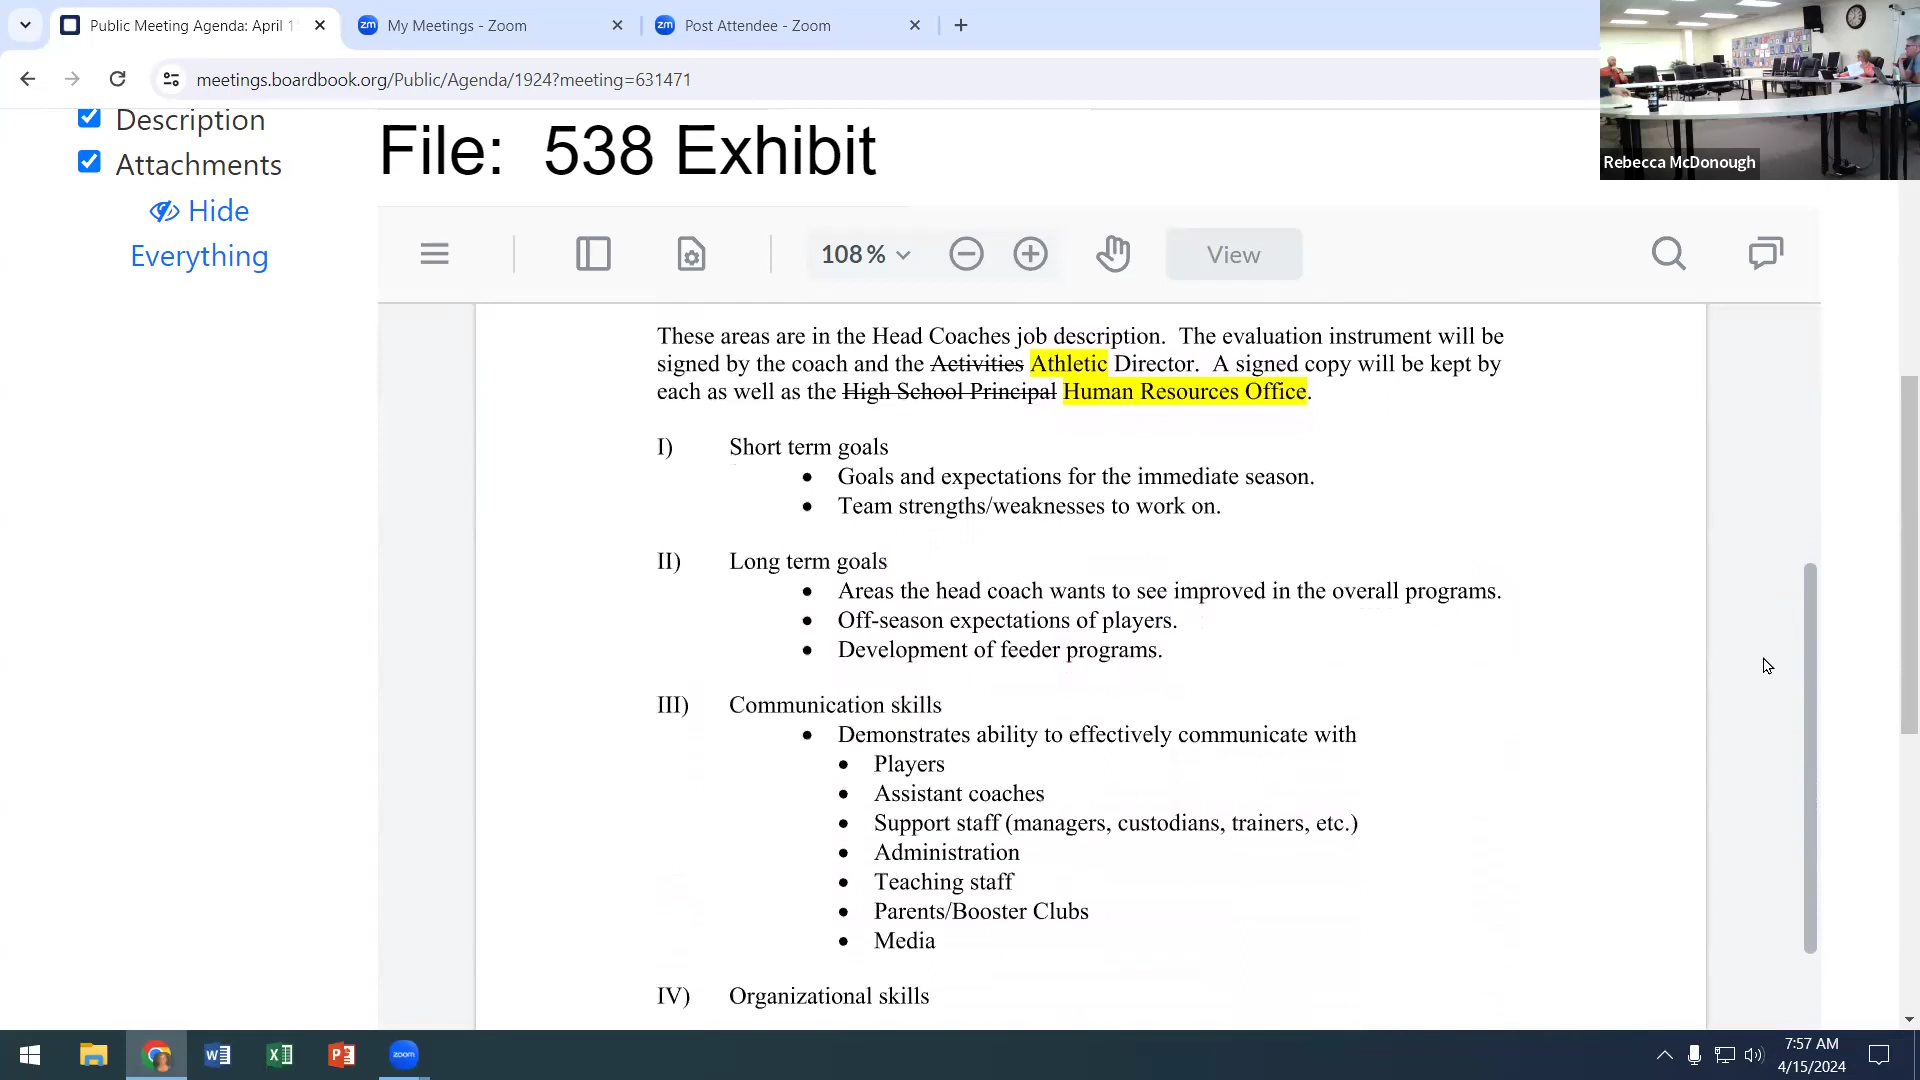 Public Meeting Agenda: April 1
My Meetings - Zoom
Post Attendee - Zoom
meetings.boardbook.org/Public/Agenda/1924?meeting=631471
Rebecca McDonough
Description
Attachments
Hide
Everything
File: 538 Exhibit
108 %
View
These areas are in the Head Coaches job description. The evaluation instrument will be
signed by the coach and the Activities Athletic Director. A signed copy will be kept by
each as well as the High School Principal Human Resources Office.
I) Short term goals
• Goals and expectations for the immediate season.
• Team strengths/weaknesses to work on.
II) Long term goals
• Areas the head coach wants to see improved in the overall programs.
• Off-season expectations of players.
• Development of feeder programs.
III) Communication skills
• Demonstrates ability to effectively communicate with
• Players
• Assistant coaches
• Support staff (managers, custodians, trainers, etc.)
• Administration
• Teaching staff
• Parents/Booster Clubs
• Media
IV) Organizational skills
zoom
7:57 AM
4/15/2024